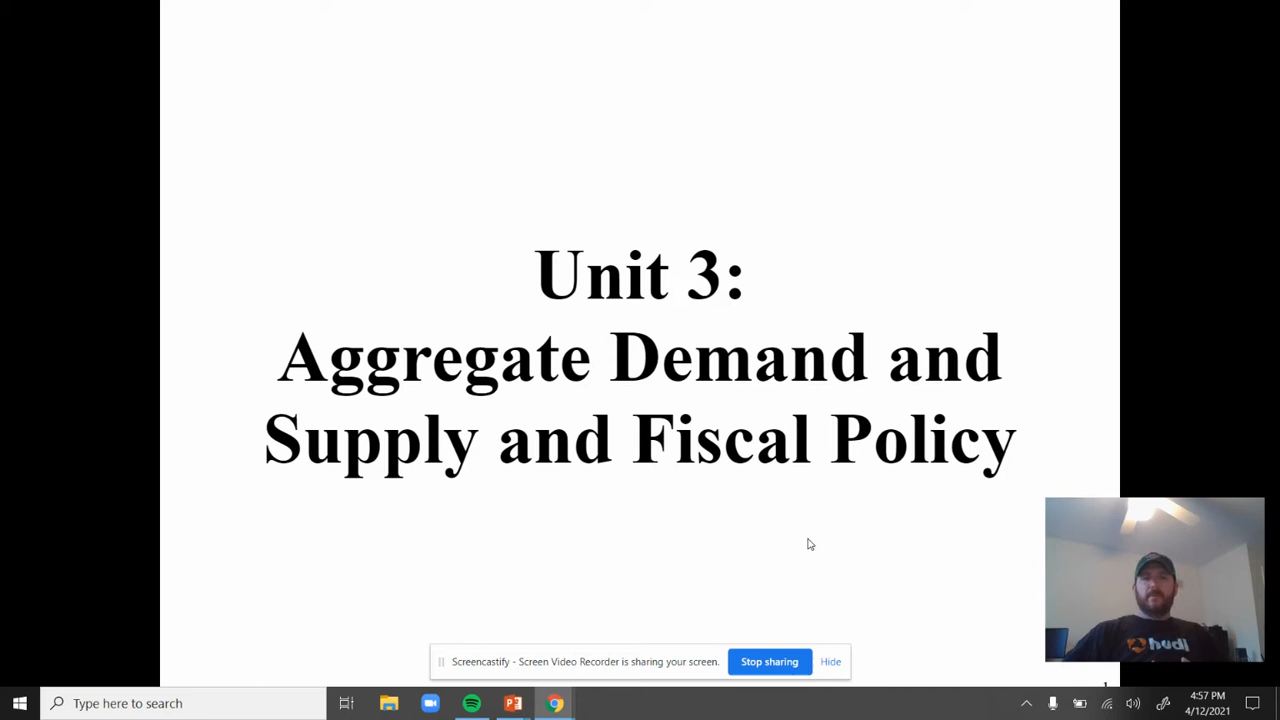 Unit 3:
Aggregate Demand and
Supply and Fiscal Policy
hudl
Screencastify - Screen Video Recorder is sharing your screen.
Stop sharing
Hide
Type here to search
4:57 PM
4/12/2021